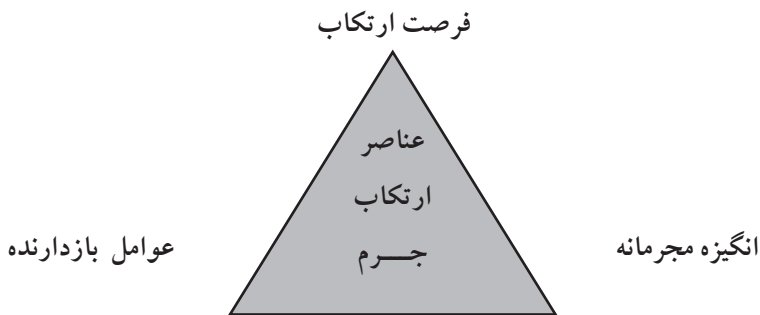 فرصت ارتکاب
عناصر
ارتکاب
جـــرم
انگیزه مجرمانه
عوامل بازدارنده